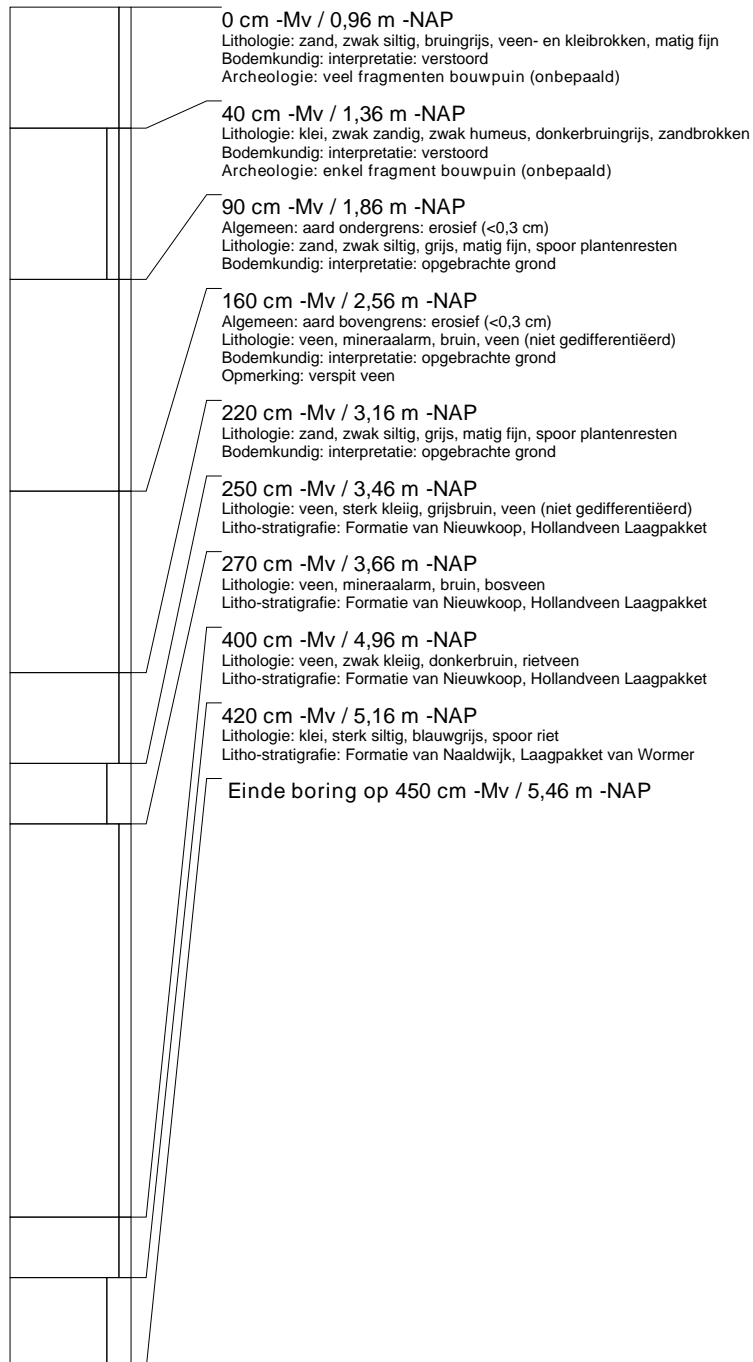 0 cm -Mv / 0,96 m -NAP
Lithologie: zand, zwak siltig, bruingrijs, veen- en kleibrokken, matig fijn
Bodemkundig: interpretatie: verstoord
Archeologie: veel fragmenten bouwpuin (onbepaald)
40 cm -Mv / 1,36 m -NAP
Lithologie: klei, zwak zandig, zwak humeus, donkerbruingrijs, zandbrokken
Bodemkundig: interpretatie: verstoord
Archeologie: enkel fragment bouwpuin (onbepaald)
90 cm -Mv / 1,86 m -NAP
Algemeen: aard ondergrens: erosief (<0,3 cm)
Lithologie: zand, zwak siltig, grijs, matig fijn, spoor plantenresten
Bodemkundig: interpretatie: opgebrachte grond
160 cm -Mv / 2,56 m -NAP
Algemeen: aard bovengrens: erosief (<0,3 cm)
Lithologie: veen, mineraalarm, bruin, veen (niet gedifferentiëerd)
Bodemkundig: interpretatie: opgebrachte grond
Opmerking: verspit veen
220 cm -Mv / 3,16 m -NAP
Lithologie: zand, zwak siltig, grijs, matig fijn, spoor plantenresten
Bodemkundig: interpretatie: opgebrachte grond
250 cm -Mv / 3,46 m -NAP
Lithologie: veen, sterk kleiig, grijsbruin, veen (niet gedifferentiëerd)
Litho-stratigrafie: Formatie van Nieuwkoop, Hollandveen Laagpakket
270 cm -Mv / 3,66 m -NAP
Lithologie: veen, mineraalarm, bruin, bosveen
Litho-stratigrafie: Formatie van Nieuwkoop, Hollandveen Laagpakket
400 cm -Mv / 4,96 m -NAP
Lithologie: veen, zwak kleiig, donkerbruin, rietveen
Litho-stratigrafie: Formatie van Nieuwkoop, Hollandveen Laagpakket
420 cm -Mv / 5,16 m -NAP
Lithologie: klei, sterk siltig, blauwgrijs, spoor riet
Litho-stratigrafie: Formatie van Naaldwijk, Laagpakket van Wormer
Einde boring op 450 cm -Mv / 5,46 m -NAP